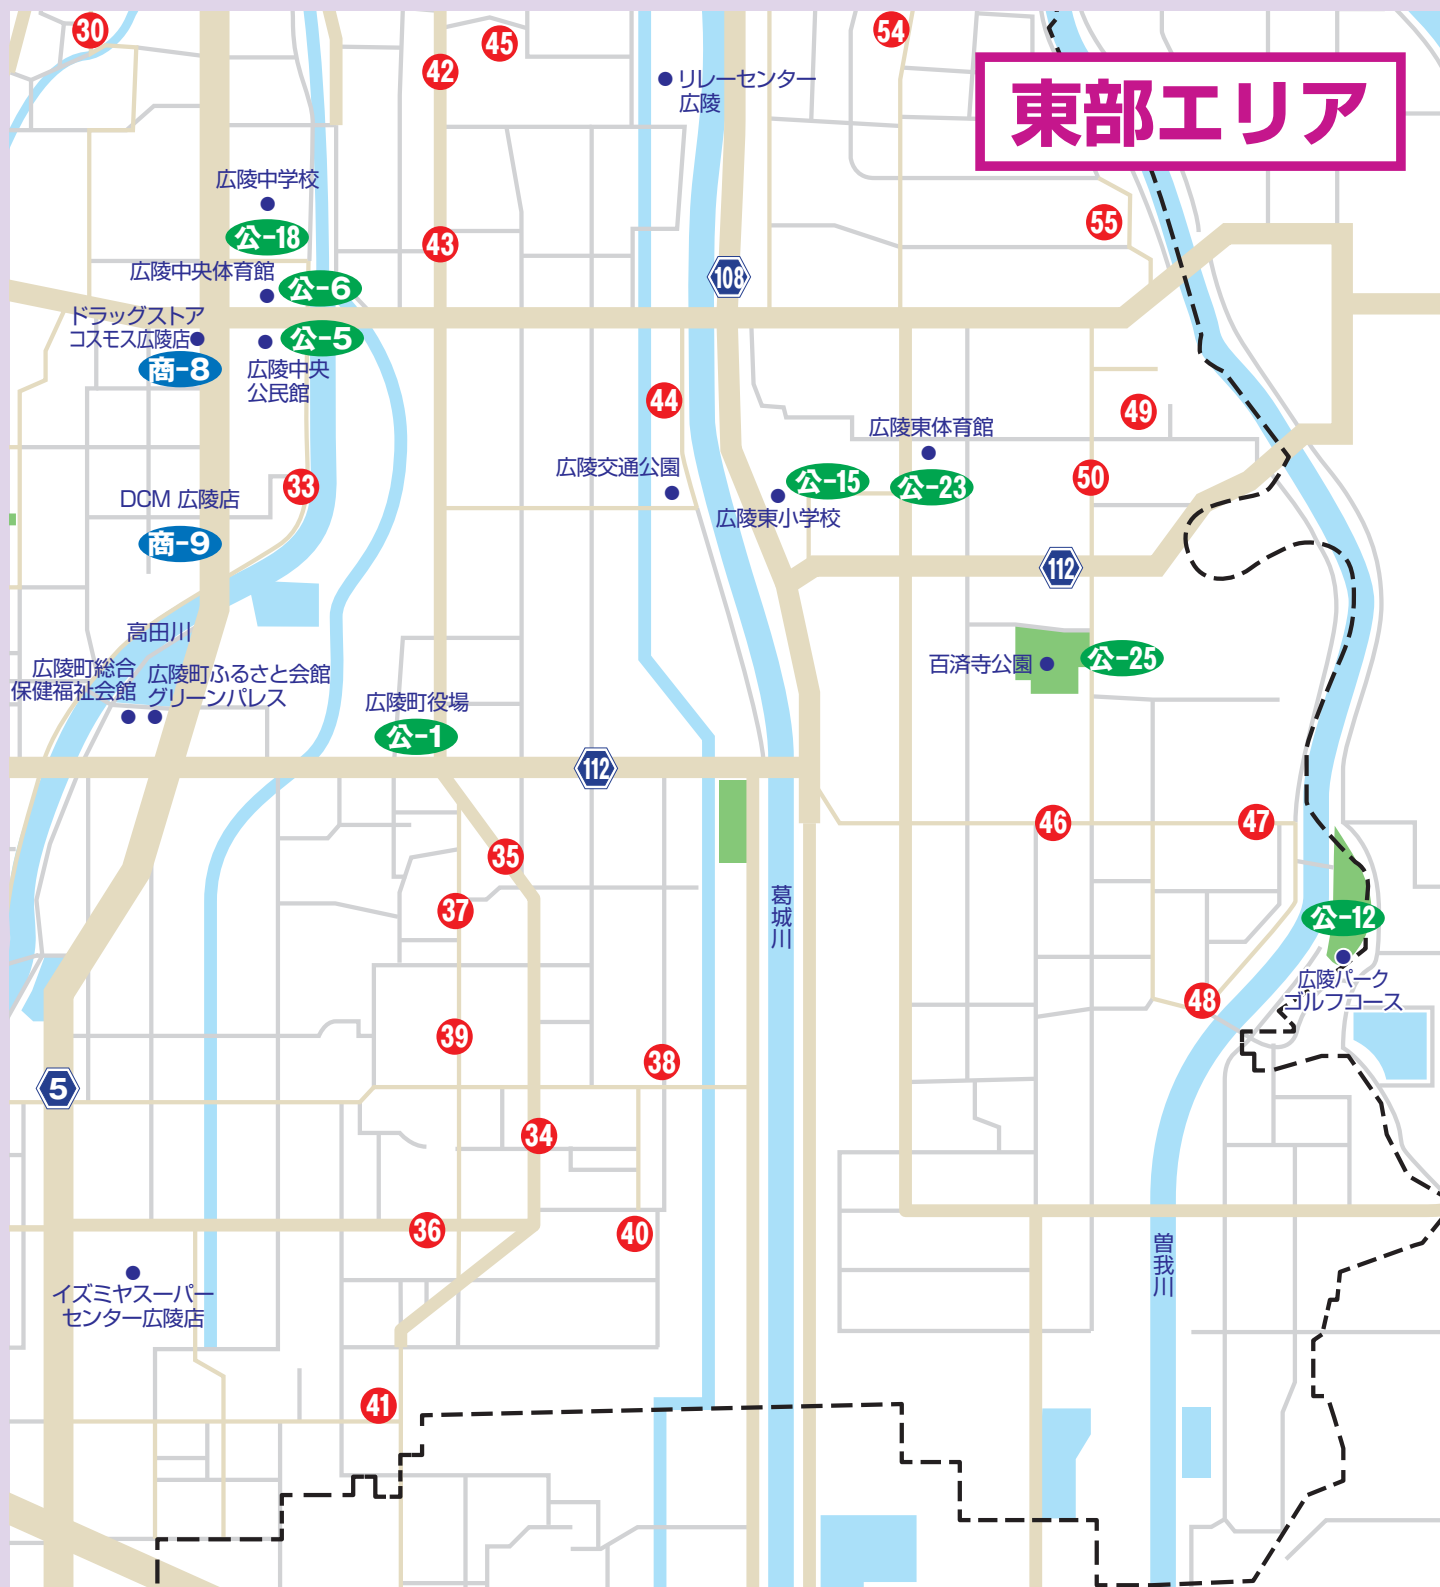 東部エリア
30
45
54
42
リレーセンター
広陵
広陵中学校
公-18
55
43
広陵中央体育館
公-6
108
ドラッグストア
コスモス広陵店
公-5
商-8
広陵中央
公民館
44
49
広陵東体育館
広陵交通公園
公-15
公-23
50
33
DCM 広陵店
広陵東小学校
商-9
112
高田川
百済寺公園
公-25
広陵町総合
保健福祉会館
広陵町ふるさと会館
グリーンパレス
広陵町役場
公-1
112
46
47
35
37
葛城川
公-12
広陵パーク
ゴルフコース
48
39
38
5
34
36
40
曽我川
イズミヤスーパー
センター広陵店
41